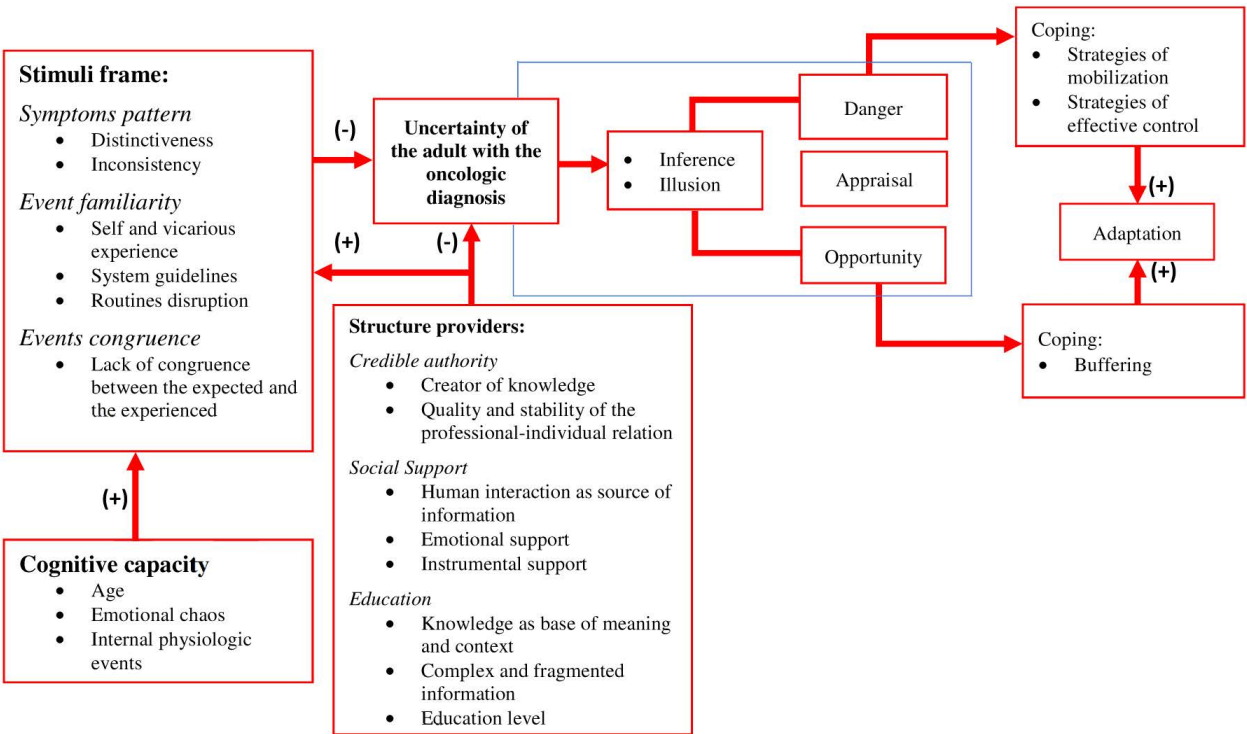 Stimuli frame:
Symptoms pattern
• Distinctiveness
• Inconsistency
Event familiarity
• Self and vicarious
experience
• System guidelines
• Routines disruption
Events congruence
• Lack of congruence
between the expected and
the experienced
(+)
Cognitive capacity
• Age
• Emotional chaos
• Internal physiologic
events
(-)
Uncertainty of
the adult with the
oncologic
diagnosis
(+)
(-)
Structure providers:
Credible authority
• Creator of knowledge
• Quality and stability of the
professional-individual relation
Social Support
• Human interaction as source of
information
• Emotional support
• Instrumental support
Education
• Knowledge as base of meaning
and context
• Complex and fragmented
information
• Education level
• Inference
• Illusion
Danger
Appraisal
Opportunity
Coping:
• Strategies of
mobilization
• Strategies of
effective control
(+)
Adaptation
(+)
Coping:
• Buffering